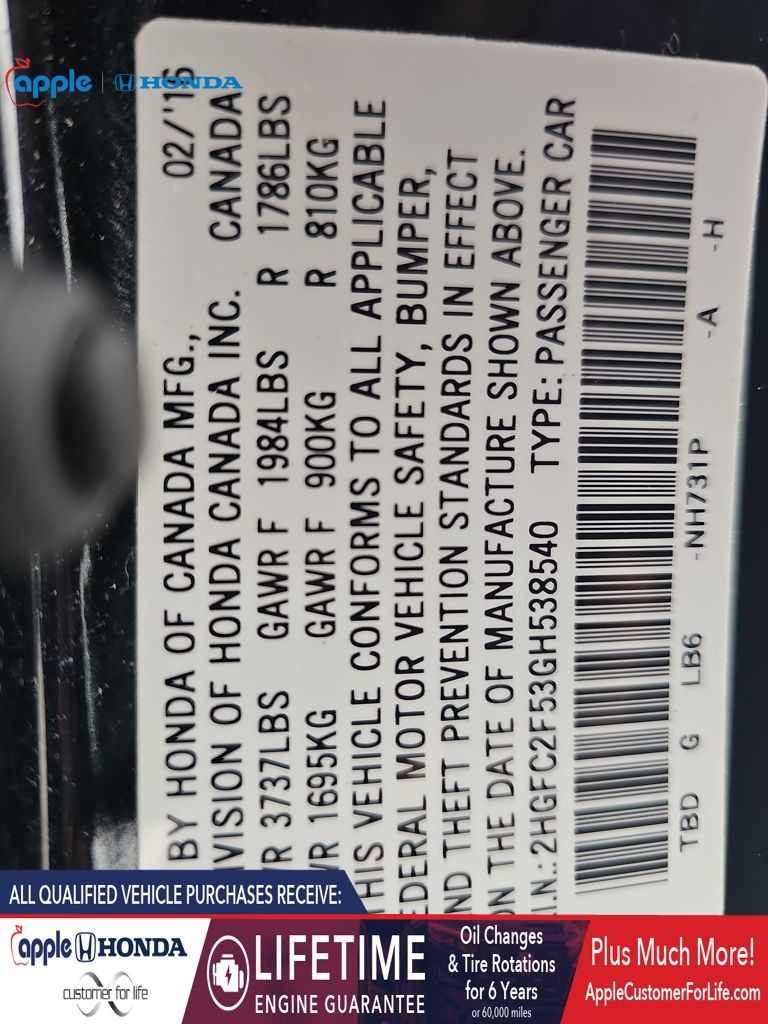 apple | HONDA
BY HONDA OF CANADA MFG., 02/'16
VISION OF HONDA CANADA INC. CANADA
VR 3737LBS GAWR F 1984LBS R 1786LBS
VR 1695KG GAWR F 900KG R 810KG
THIS VEHICLE CONFORMS TO ALL APPLICABLE
EDERAL MOTOR VEHICLE SAFETY, BUMPER,
ND THEFT PREVENTION STANDARDS IN EFFECT
ON THE DATE OF MANUFACTURE SHOWN ABOVE.
.I.N.: 2HGFC2F53GH538540 TYPE: PASSENGER CAR
TBD G LB6 -NH731P -A -H
ALL QUALIFIED VEHICLE PURCHASES RECEIVE:
apple HONDA
customer for life
LIFETIME
ENGINE GUARANTEE
Oil Changes
& Tire Rotations
for 6 Years
or 60,000 miles
Plus Much More!
AppleCustomerForLife.com